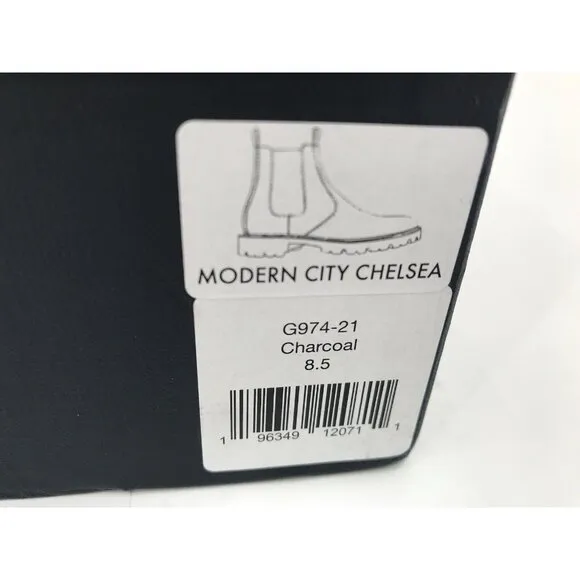 MODERN CITY CHELSEA
G974-21
Charcoal
8.5
1 96349 12071 1